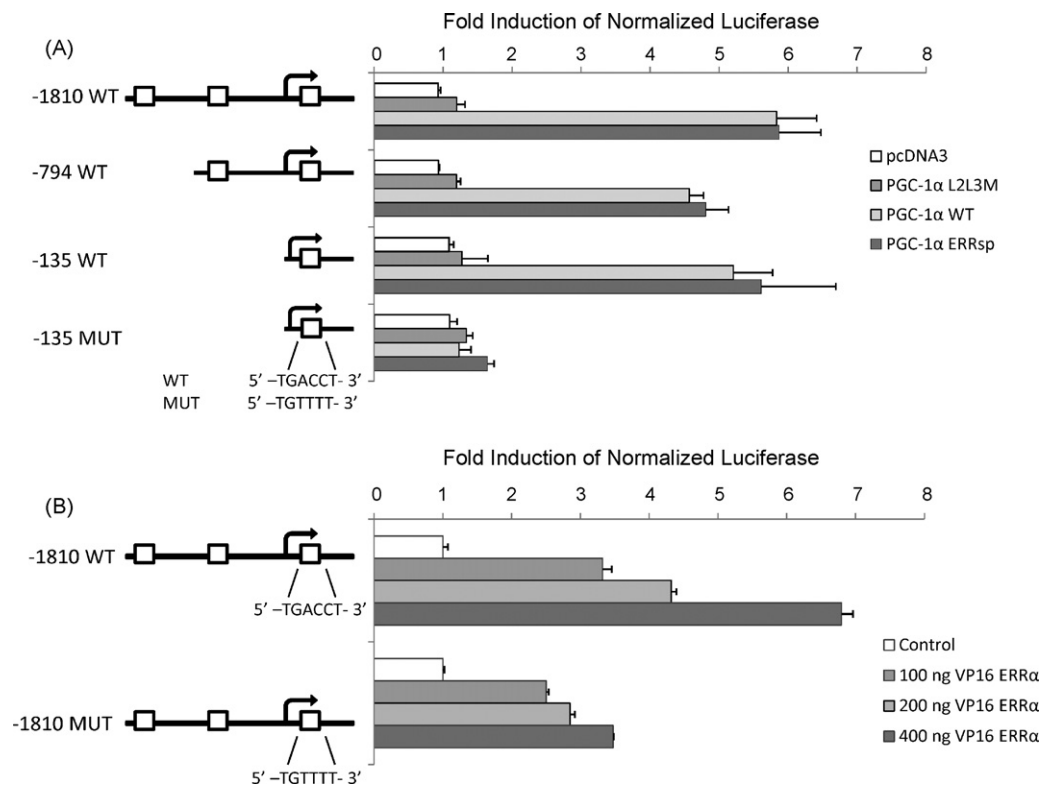 Fold Induction of Normalized Luciferase
(A)
0 1 2 3 4 5 6 7 8
-1810 WT
-794 WT
-135 WT
-135 MUT
WT 5’ –TGACCT- 3’
MUT 5’ –TGTTTT- 3’
pcDNA3
PGC-1α L2L3M
PGC-1α WT
PGC-1α ERRsp
Fold Induction of Normalized Luciferase
(B)
0 1 2 3 4 5 6 7 8
-1810 WT
5’ –TGACCT- 3’
-1810 MUT
5’ –TGTTTT- 3’
Control
100 ng VP16 ERRα
200 ng VP16 ERRα
400 ng VP16 ERRα